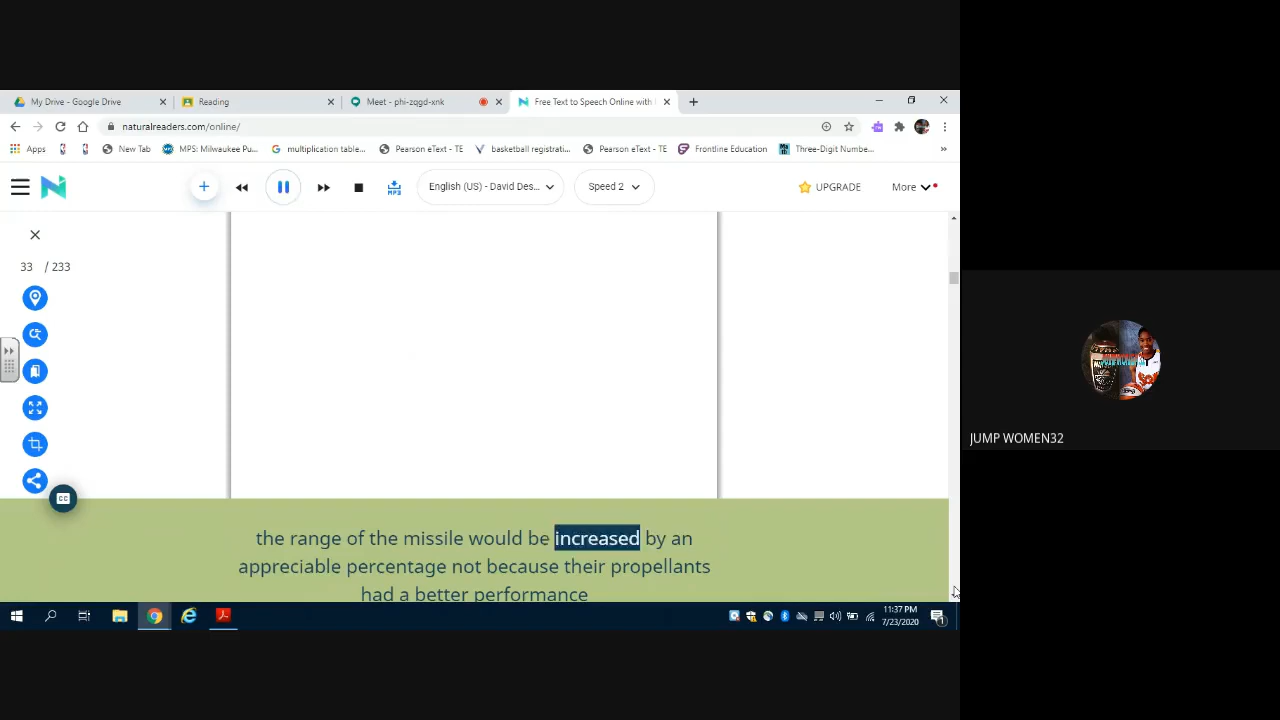 My Drive - Google Drive
Reading
Meet - phi-zqgd-xnk
Free Text to Speech Online with
naturalreaders.com/online/
Apps
New Tab
MPS: Milwaukee Pu...
multiplication table...
Pearson eText - TE
basketball registrati...
Pearson eText - TE
Frontline Education
Three-Digit Numbe...
MP3
English (US) - David Des...
Speed 2
UPGRADE
More
33 / 233
CC
the range of the missile would be increased by an
appreciable percentage not because their propellants
had a better performance
JUMP WOMEN32
11:37 PM
7/23/2020
1